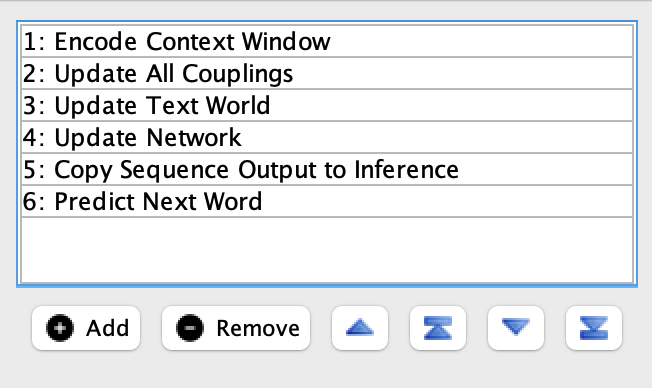 1: Encode Context Window
2: Update All Couplings
3: Update Text World
4: Update Network
5: Copy Sequence Output to Inference
6: Predict Next Word
Add Remove